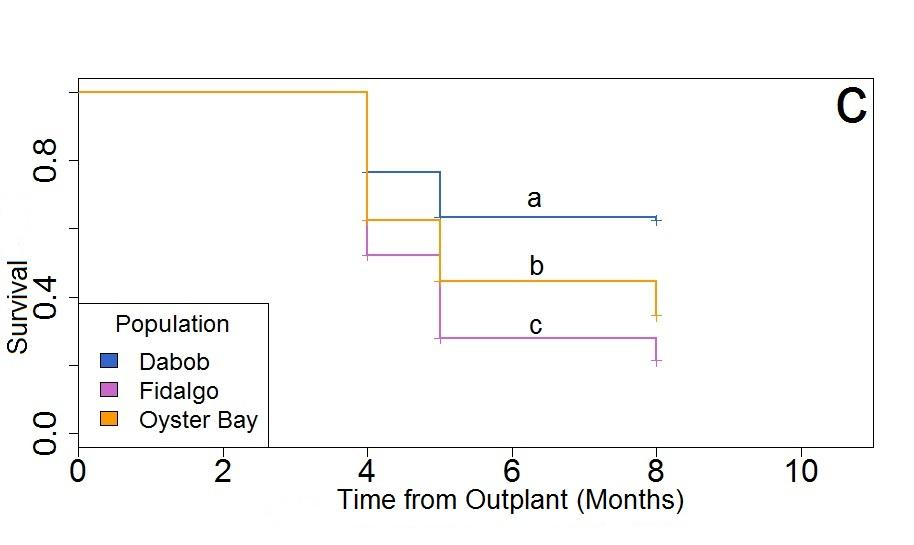 C
0.8
a
b
0.4
c
Survival
Population
Dabob
Fidalgo
Oyster Bay
0.0
0 2 4 6 8 10
Time from Outplant (Months)